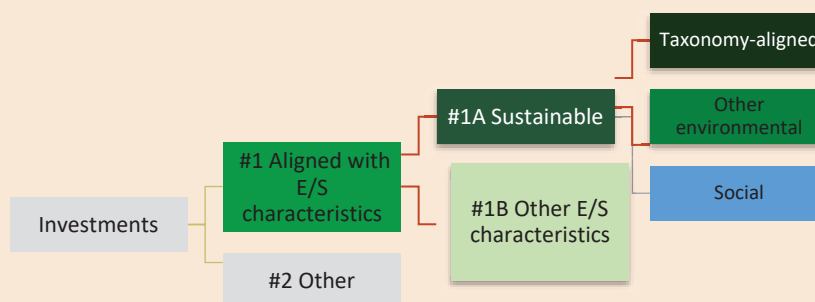 Taxonomy-aligned
#1A Sustainable
Other
environmental
#1 Aligned with
E/S
characteristics
Social
#1B Other E/S
characteristics
Investments
#2 Other